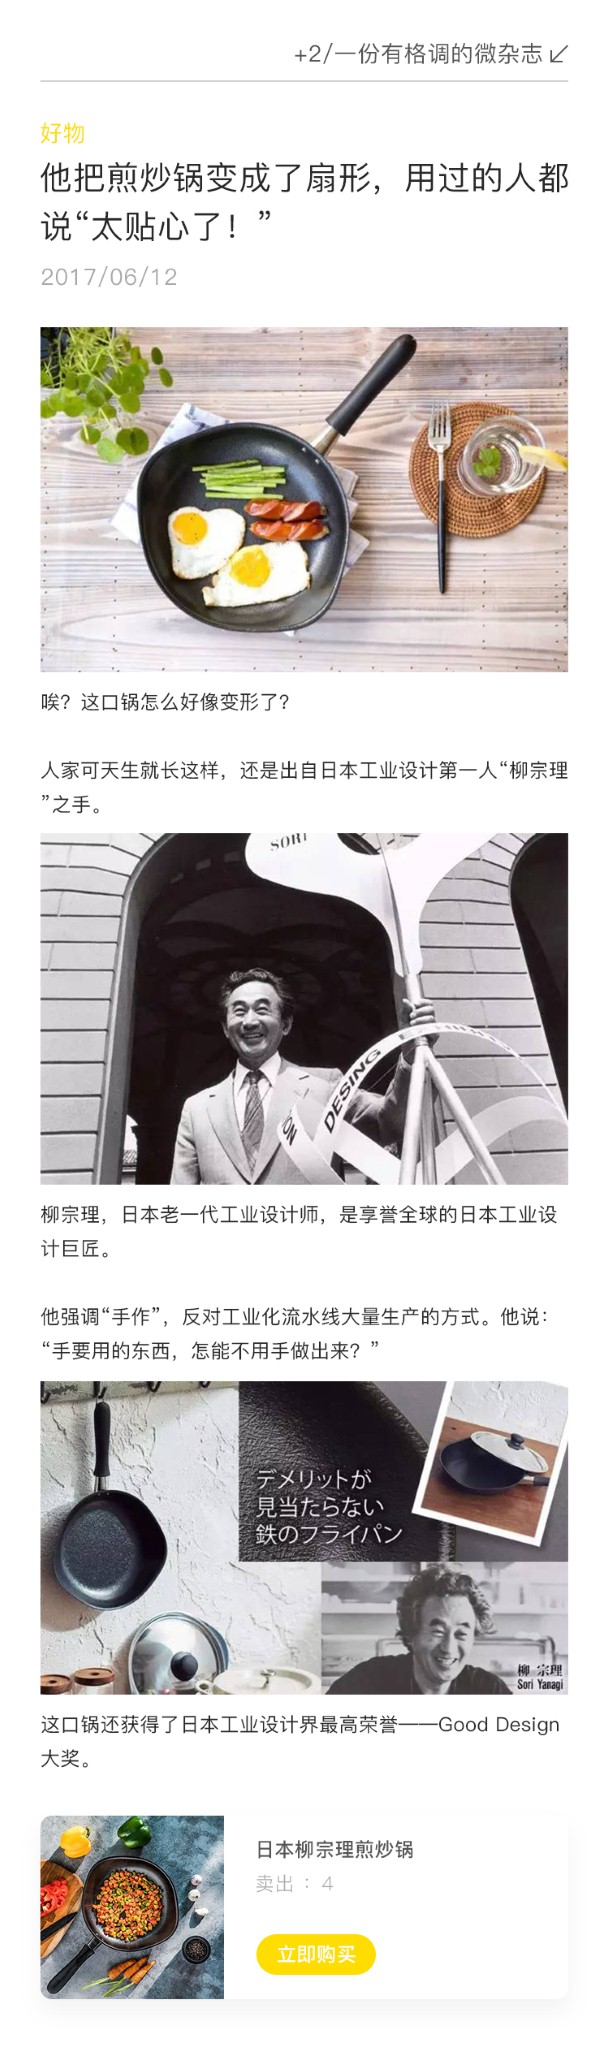 +2/一份有格调的微杂志
好物
他把煎炒锅变成了扇形，用过的人都
说“太贴心了！”
2017/06/12
唉？这口锅怎么好像变形了？
人家可天生就长这样，还是出自日本工业设计第一人“柳宗理
”之手。
SORI
DESING
ION
柳宗理，日本老一代工业设计师，是享誉全球的日本工业设
计巨匠。
他强调“手作”，反对工业化流水线大量生产的方式。他说：
“手要用的东西，怎能不用手做出来？”
デメリットが
見当たらない
鉄のフライパン
柳 宗理
Sori Yanagi
这口锅还获得了日本工业设计界最高荣誉——Good Design
大奖。
日本柳宗理煎炒锅
卖出 ：4
立即购买